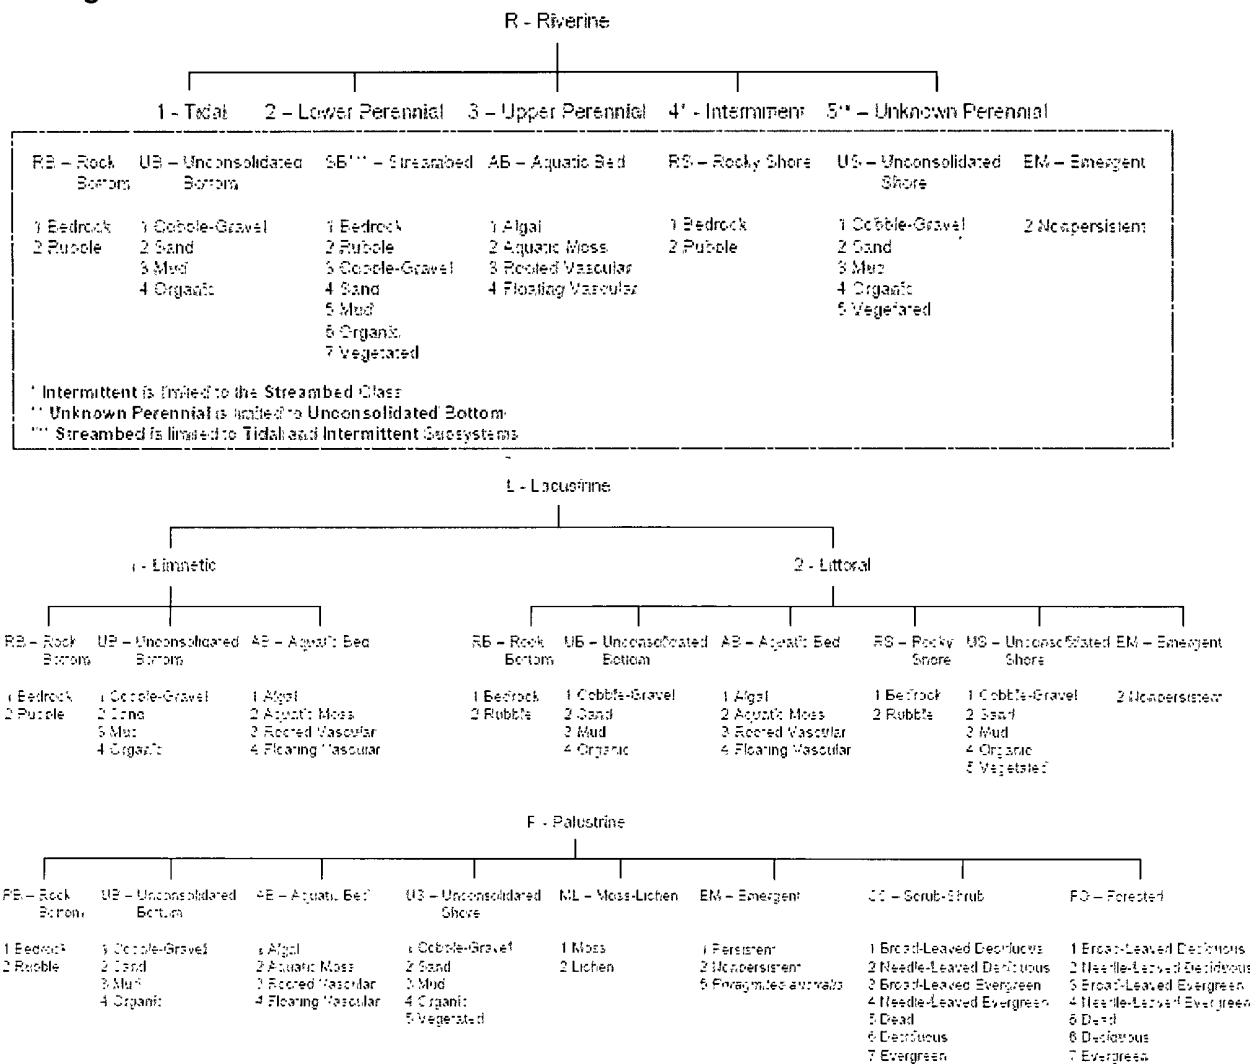 R - Riverine
1 - Tidal 2 – Lower Perennial 3 – Upper Perennial 4* - Intermittent 5** – Unknown Perennial
RB – Rock Bottom UB – Unconsolidated Bottom SB*** – Streambed AB – Aquatic Bed RS – Rocky Shore US – Unconsolidated Shore EM – Emergent
1 Bedrock 1 Cobble-Gravel 1 Bedrock 1 Algal 1 Bedrock 1 Cobble-Gravel 2 Nonpersistent
2 Rubble 2 Sand 2 Rubble 2 Aquatic Moss 2 Rubble 2 Sand
3 Mud 3 Cobble-Gravel 3 Rooted Vascular 3 Mud
4 Organic 4 Sand 4 Floating Vascular 4 Organic
5 Mud 5 Vegetated
6 Organic
7 Vegetated
* Intermittent is limited to the Streambed Class
** Unknown Perennial is limited to Unconsolidated Bottom
*** Streambed is limited to Tidal and Intermittent Subsystems
L - Lacustrine
1 - Limnetic 2 - Littoral
RB – Rock Bottom UB – Unconsolidated Bottom AB – Aquatic Bed RB – Rock Bottom UB – Unconsolidated Bottom AB – Aquatic Bed RS – Rocky Shore US – Unconsolidated Shore EM – Emergent
1 Bedrock 1 Cobble-Gravel 1 Algal 1 Bedrock 1 Cobble-Gravel 1 Algal 1 Bedrock 1 Cobble-Gravel 2 Nonpersistent
2 Rubble 2 Sand 2 Aquatic Moss 2 Rubble 2 Sand 2 Aquatic Moss 2 Rubble 2 Sand
3 Mud 3 Rooted Vascular 3 Mud 3 Rooted Vascular 3 Mud
4 Organic 4 Floating Vascular 4 Organic 4 Floating Vascular 4 Organic
5 Vegetated
P - Palustrine
RB – Rock Bottom UB – Unconsolidated Bottom AB – Aquatic Bed US – Unconsolidated Shore ML – Moss-Lichen EM – Emergent SS – Scrub-Shrub FO – Forested
1 Bedrock 1 Cobble-Gravel 1 Algal 1 Cobble-Gravel 1 Moss 1 Persistent 1 Broad-Leaved Deciduous 1 Broad-Leaved Deciduous
2 Rubble 2 Sand 2 Aquatic Moss 2 Sand 2 Lichen 2 Nonpersistent 2 Needle-Leaved Deciduous 2 Needle-Leaved Deciduous
3 Mud 3 Rooted Vascular 3 Mud 5 Phragmites australis 3 Broad-Leaved Evergreen 3 Broad-Leaved Evergreen
4 Organic 4 Floating Vascular 4 Organic 4 Needle-Leaved Evergreen 4 Needle-Leaved Evergreen
5 Vegetated 5 Dead 5 Dead
6 Deciduous 6 Deciduous
7 Evergreen 7 Evergreen